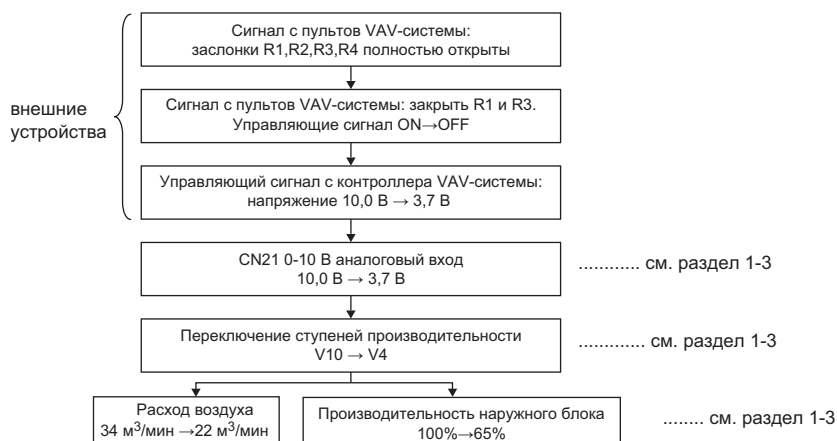 Сигнал с пультов VAV-системы:
заслонки R1,R2,R3,R4 полностью открыты
внешние
устройства
Сигнал с пультов VAV-системы: закрыть R1 и R3.
Управляющие сигнал ON→OFF
Управляющий сигнал с контроллера VAV-системы:
напряжение 10,0 В → 3,7 В
CN21 0-10 В аналоговый вход
10,0 В → 3,7 В
............ см. раздел 1-3
Переключение ступеней производительности
V10 → V4
............. см. раздел 1-3
Расход воздуха
34 м³/мин →22 м³/мин
Производительность наружного блока
100%→65%
........ см. раздел 1-3